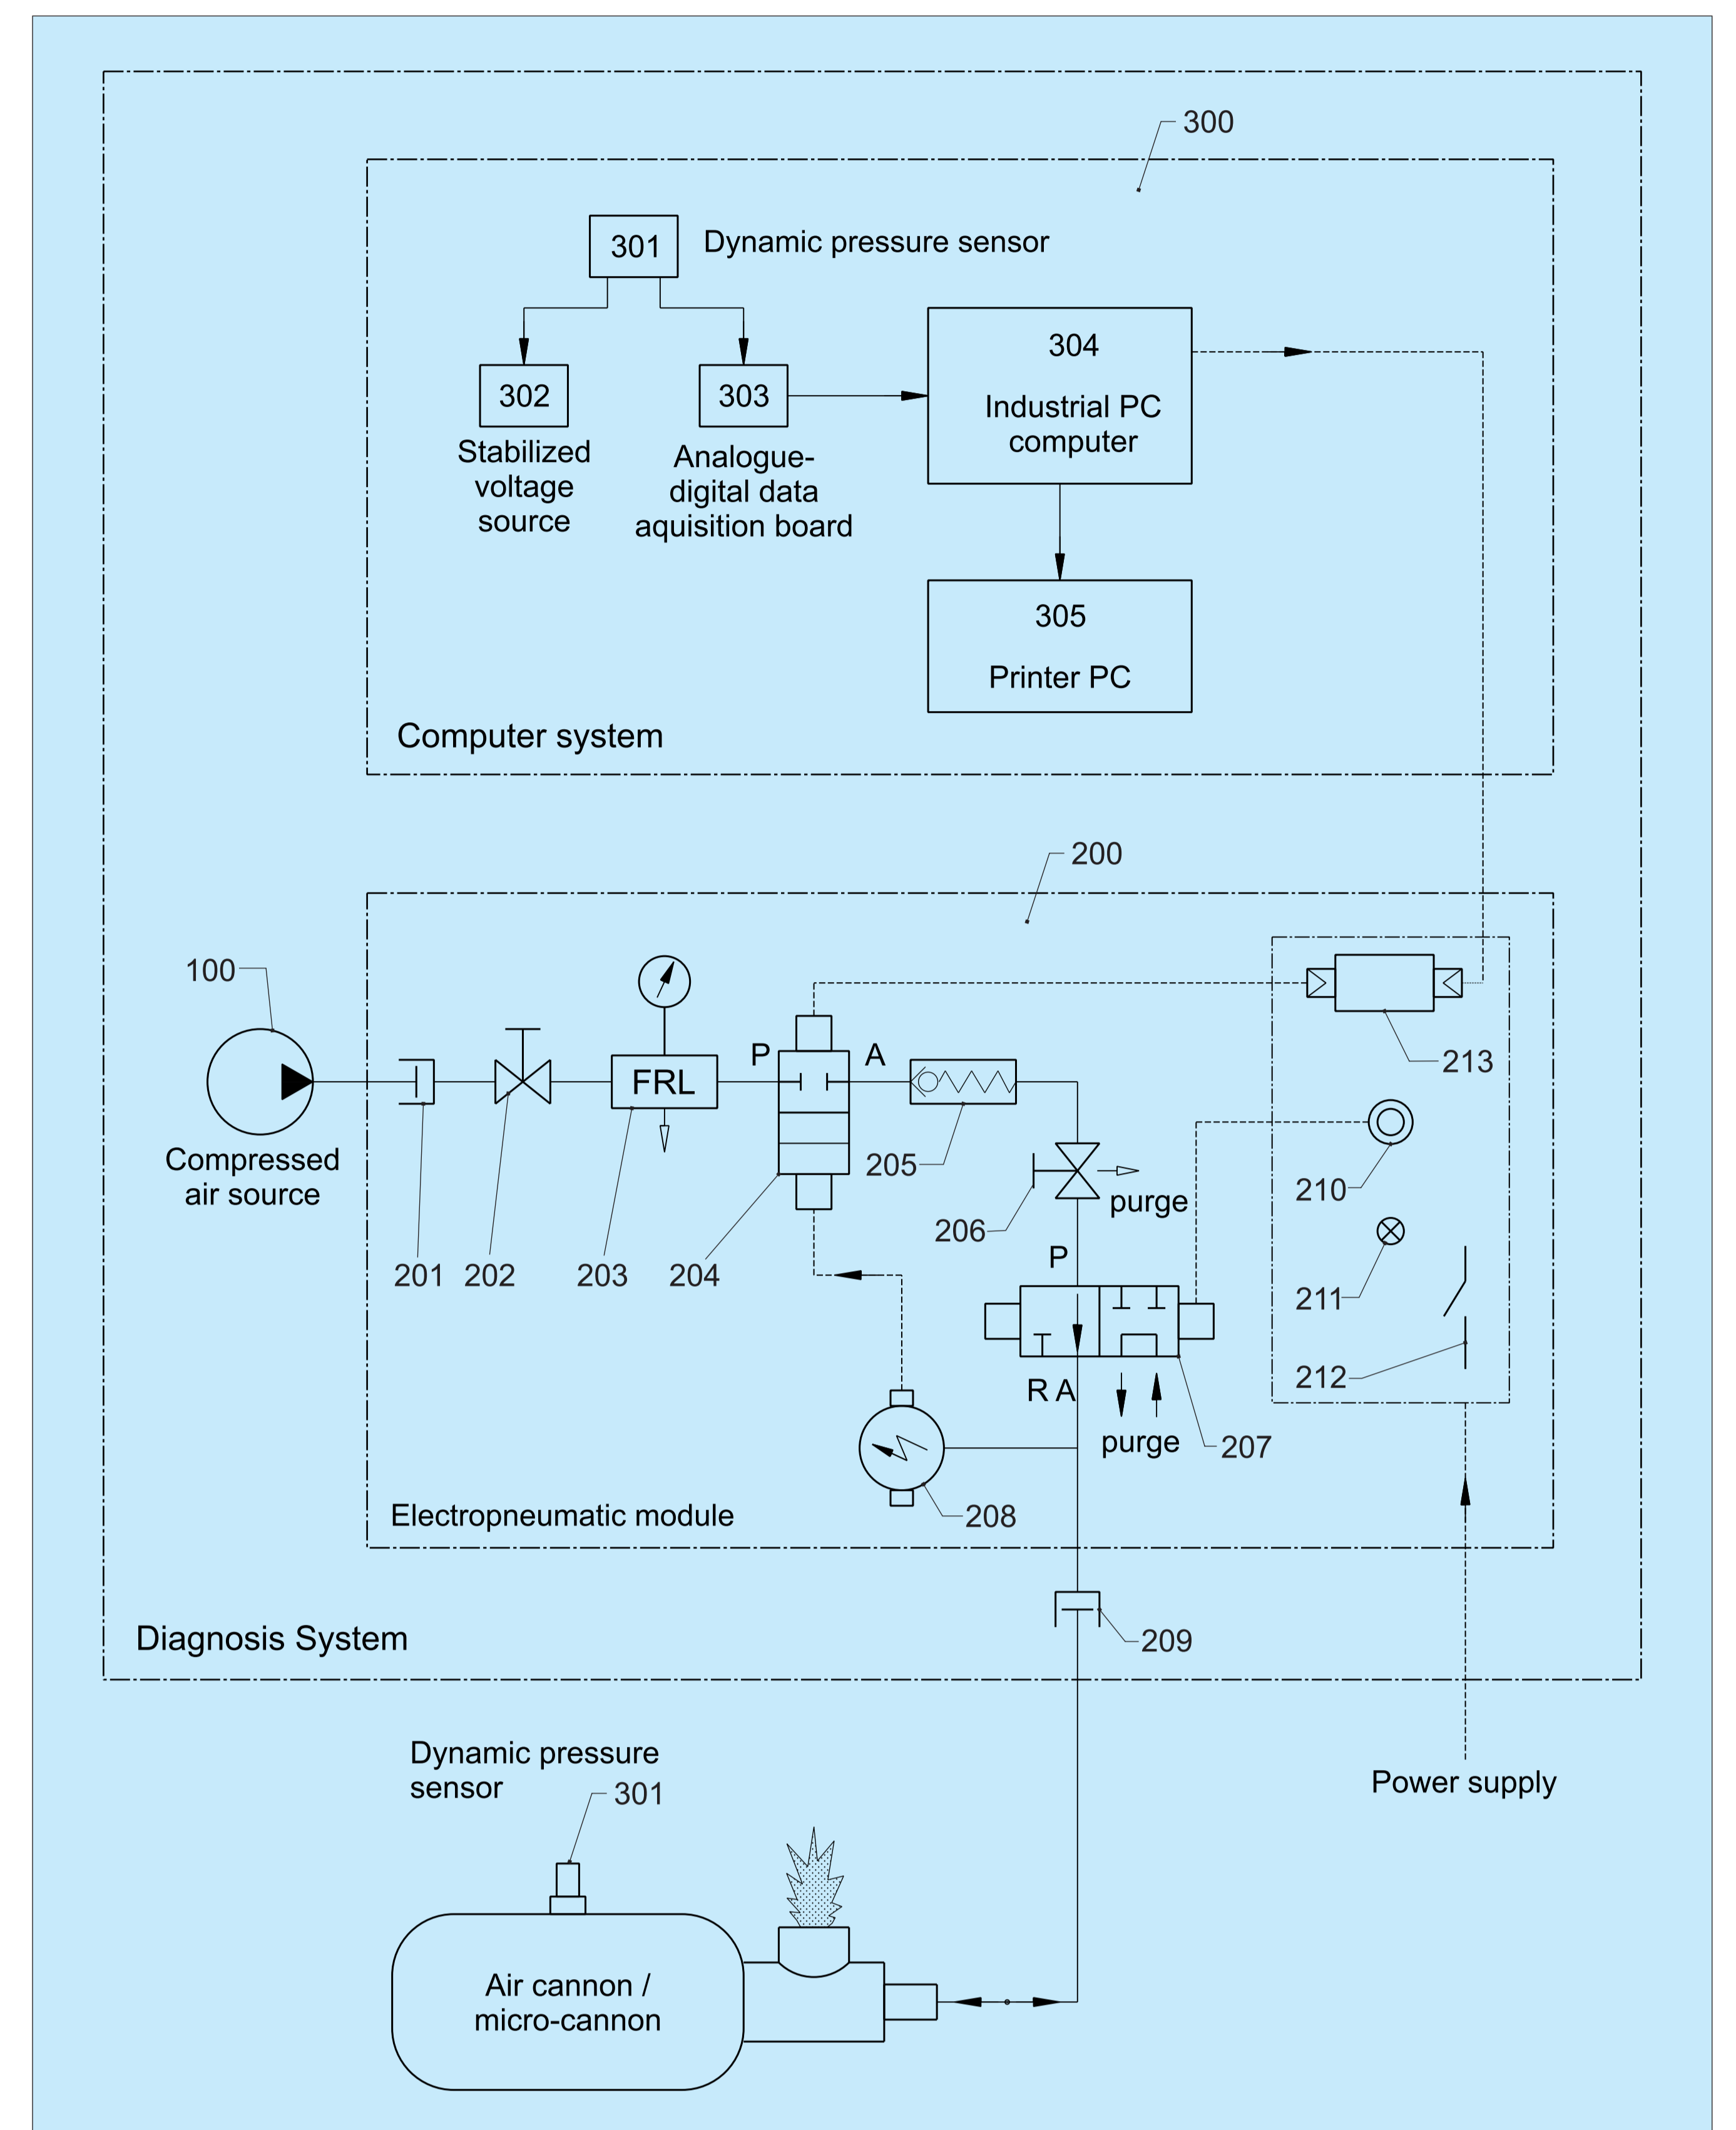 300
301
Dynamic pressure sensor
302
Stabilized
voltage
source
303
Analogue-
digital data
aquisition board
304
Industrial PC
computer
305
Printer PC
Computer system
200
100
Compressed
air source
FRL
P
A
213
205
210
purge
206
201
202
203
204
P
211
212
R A
purge
207
208
Electropneumatic module
209
Diagnosis System
Dynamic pressure
sensor
301
Power supply
Air cannon /
micro-cannon